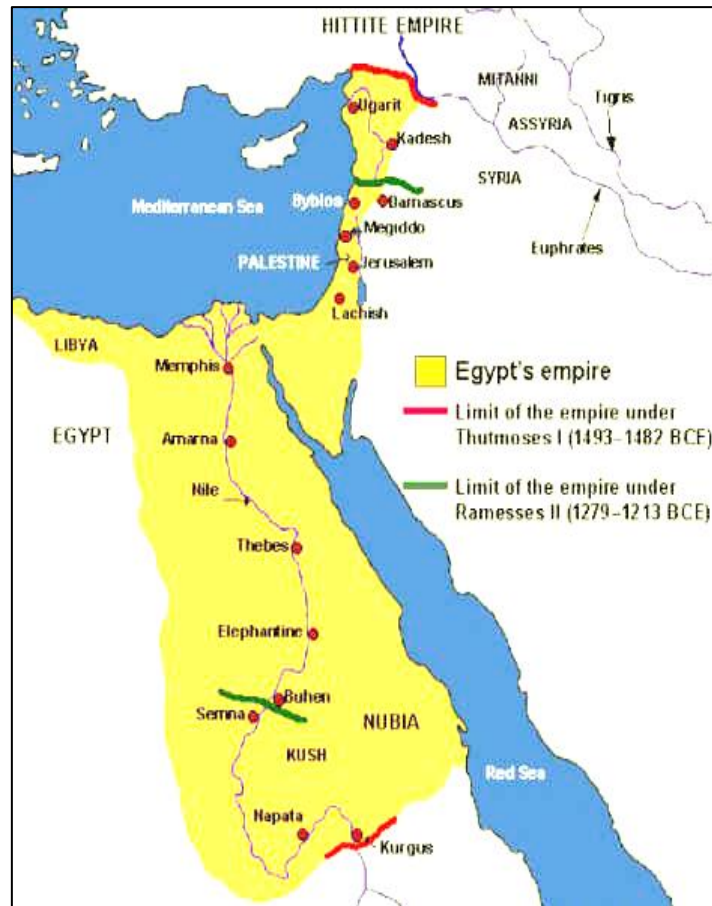 HITTITE EMPIRE
MITANNI
Tigris
Ugarit
ASSYRIA
Kadesh
SYRIA
Mediterranean Sea
Byblos
Damascus
Megiddo
Euphrates
PALESTINE
Jerusalem
Lachish
LIBYA
Memphis
Egypt's empire
Limit of the empire under
Thutmoses I (1493–1482 BCE)
EGYPT
Amarna
Limit of the empire under
Ramesses II (1279–1213 BCE)
Nile
Thebes
Elephantine
Buhen
Semna
NUBIA
KUSH
Red Sea
Napata
Kurgus